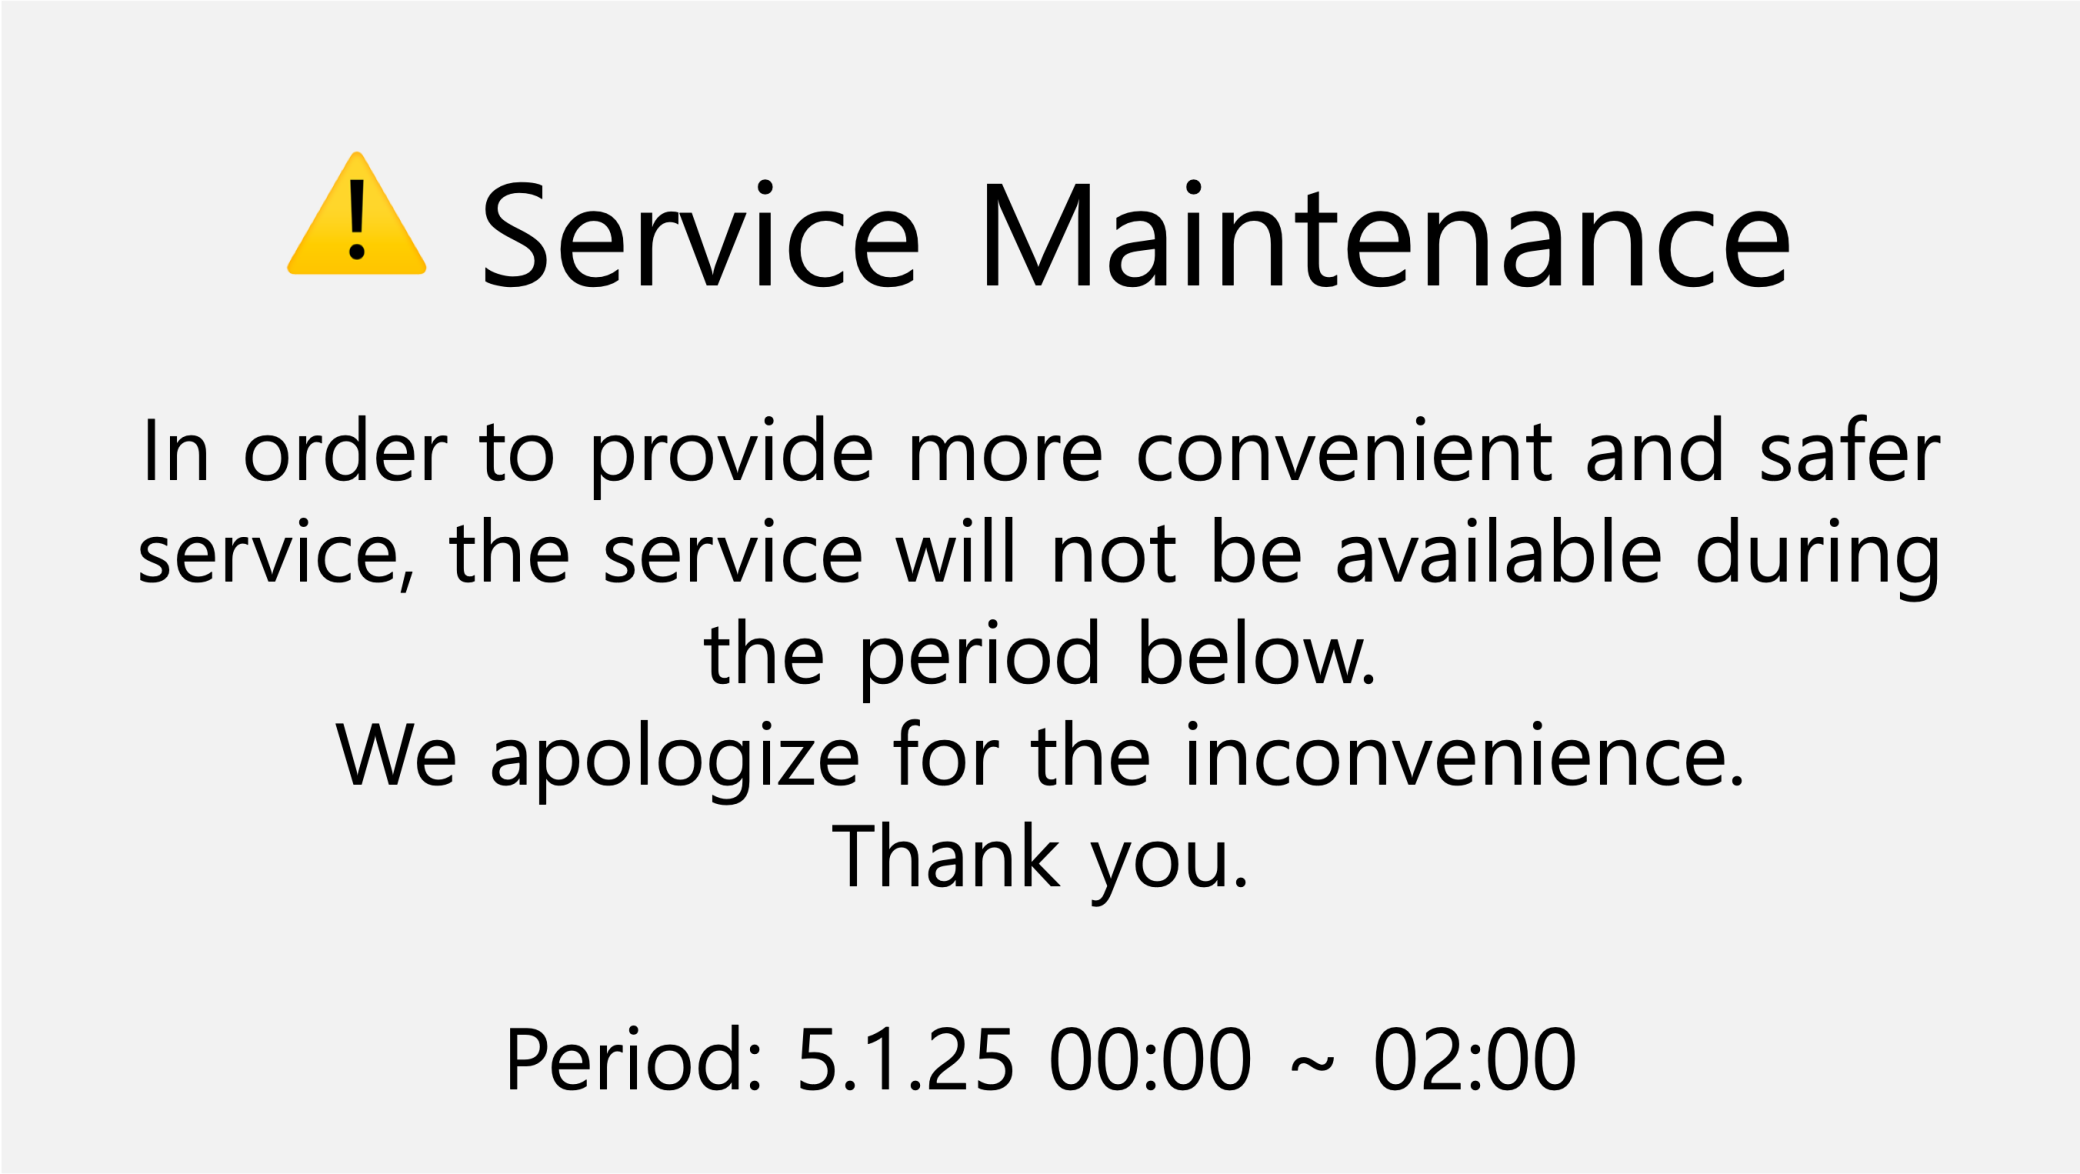 ⚠️ Service Maintenance
In order to provide more convenient and safer
service, the service will not be available during
the period below.
We apologize for the inconvenience.
Thank you.
Period: 5.1.25 00:00 ~ 02:00